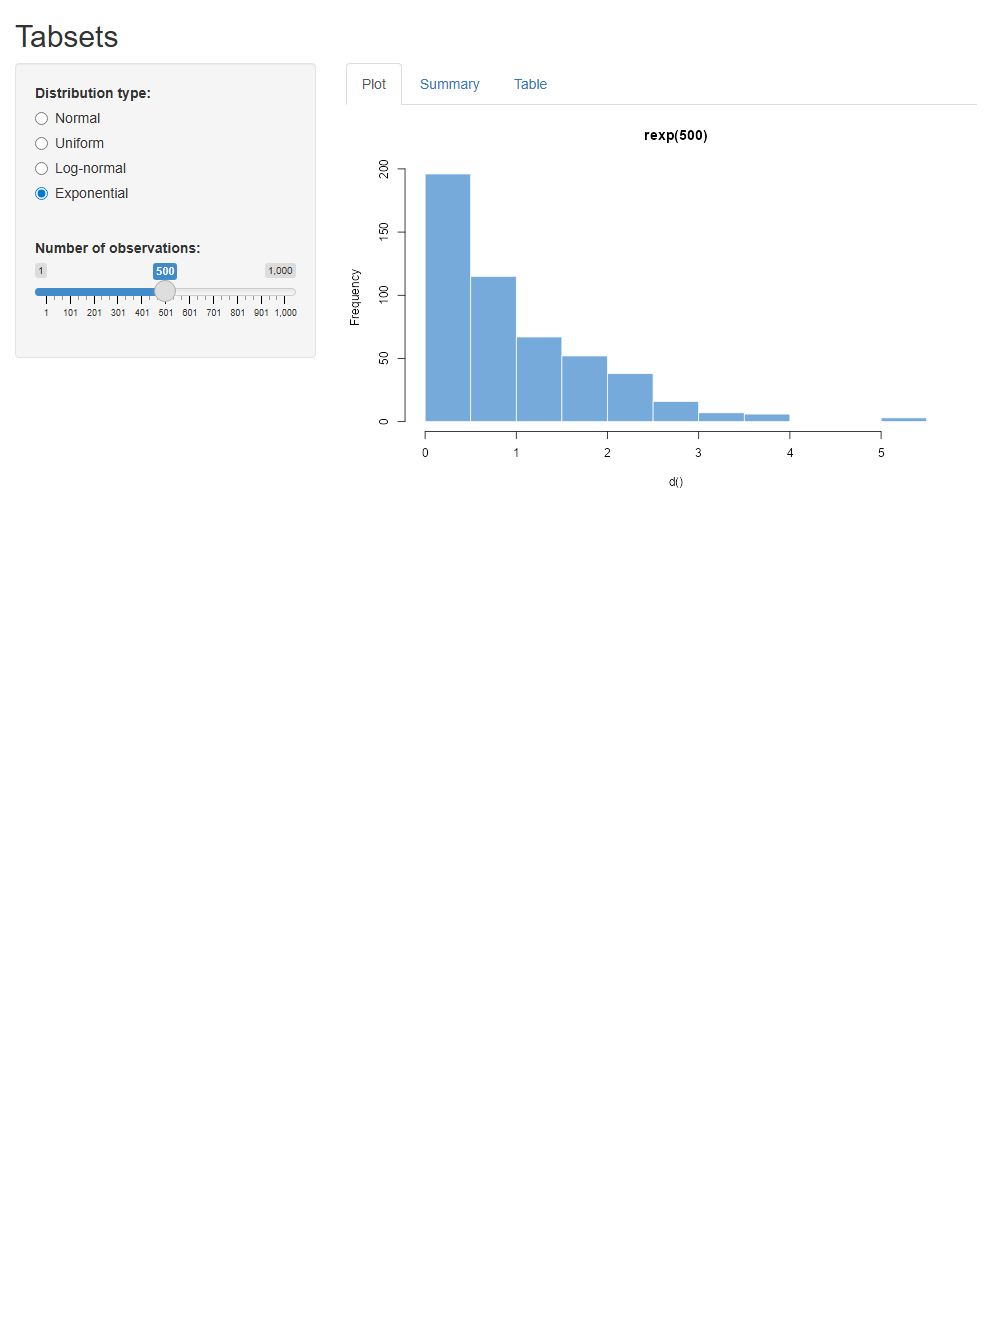 Tabsets
Distribution type:
Normal
Uniform
Log-normal
Exponential
Number of observations:
1 500 1,000
1 101 201 301 401 501 601 701 801 901 1,000
Plot Summary Table
rexp(500)
Frequency
200
150
100
50
0
0 1 2 3 4 5
d()